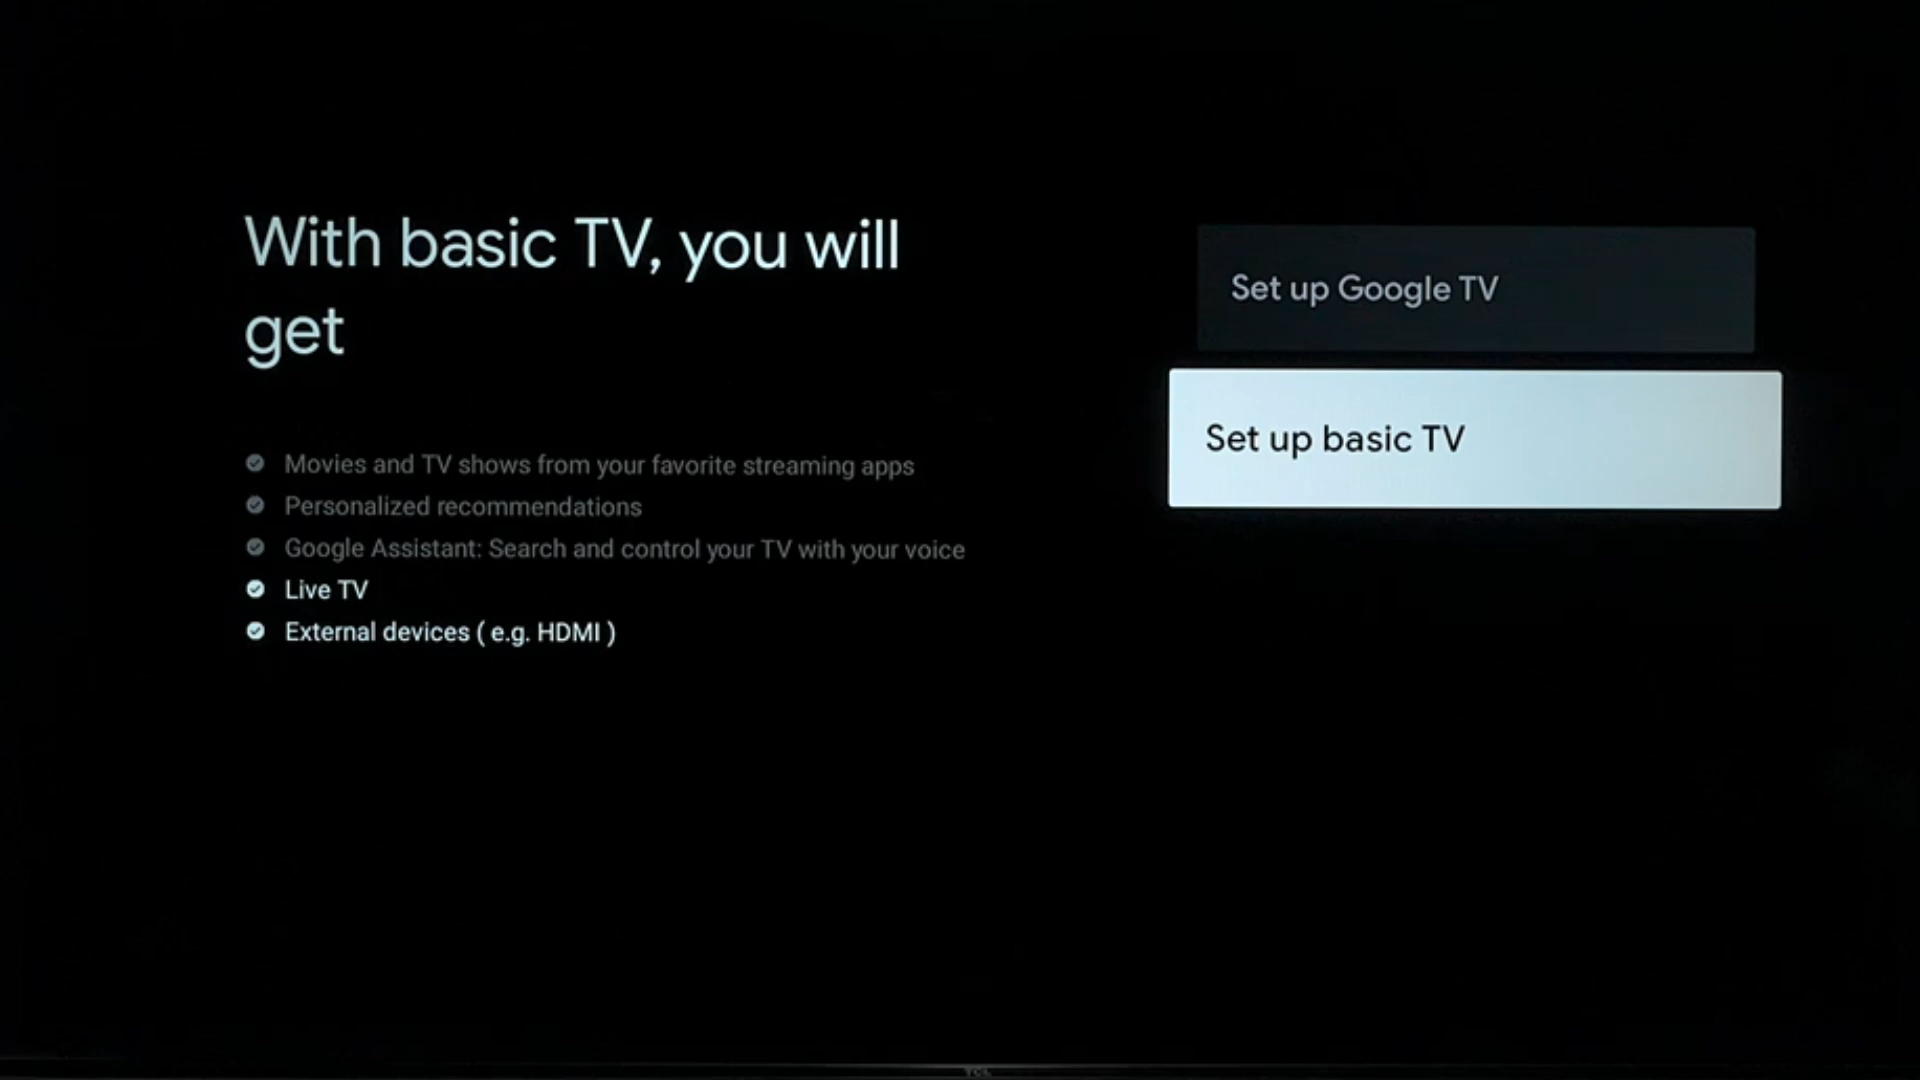 With basic TV, you will
get
Movies and TV shows from your favorite streaming apps
Personalized recommendations
Google Assistant: Search and control your TV with your voice
Live TV
External devices ( e.g. HDMI )
Set up Google TV
Set up basic TV
TCL